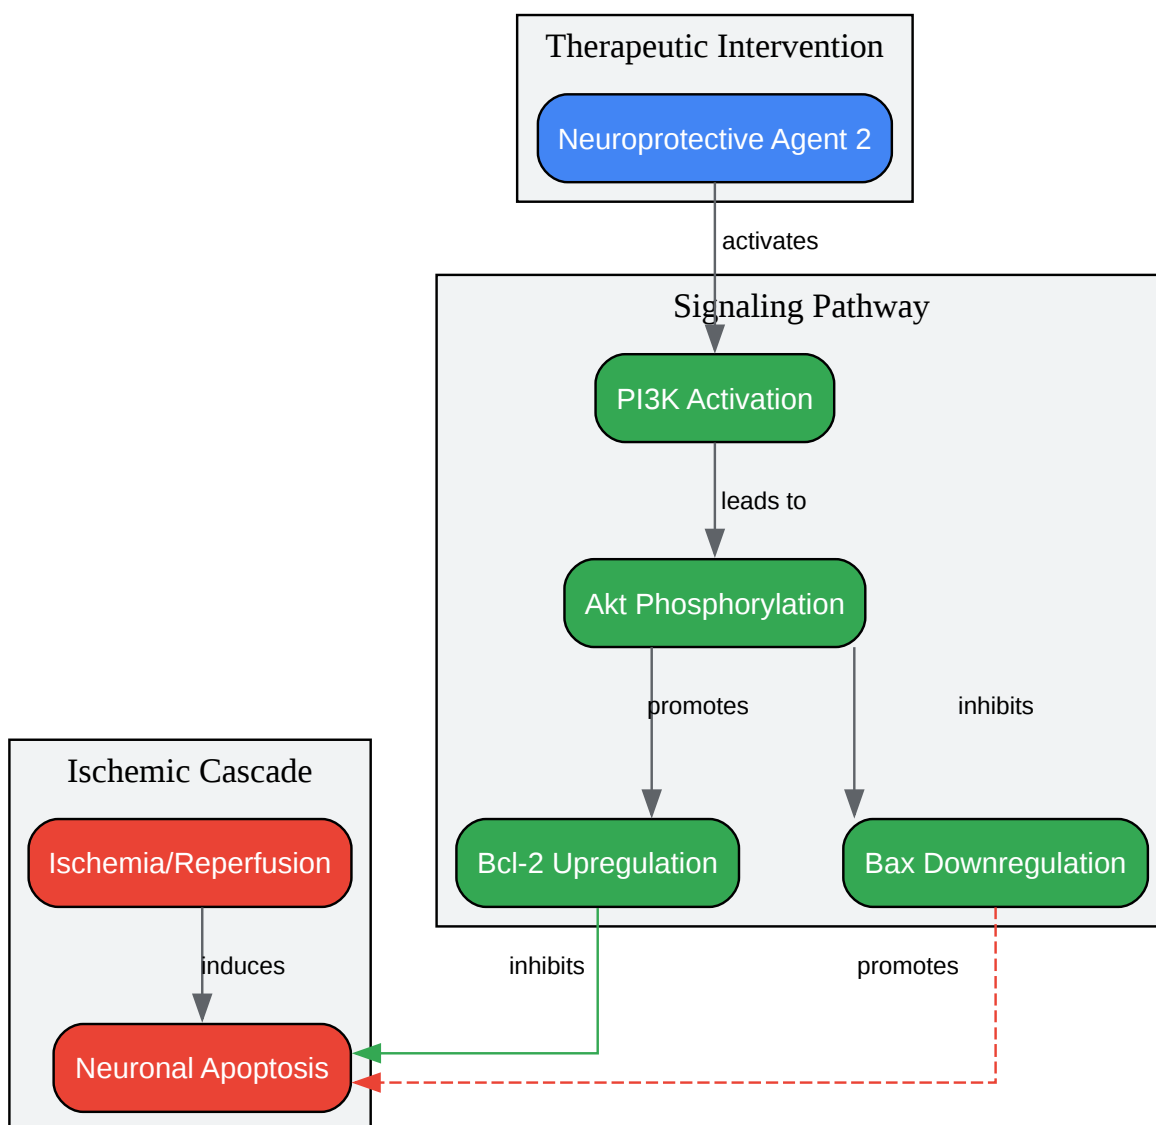 Therapeutic Intervention
Neuroprotective Agent 2
activates
Signaling Pathway
PI3K Activation
leads to
Akt Phosphorylation
promotes
inhibits
Ischemic Cascade
Ischemia/Reperfusion
Bcl-2 Upregulation
Bax Downregulation
induces
inhibits
promotes
Neuronal Apoptosis